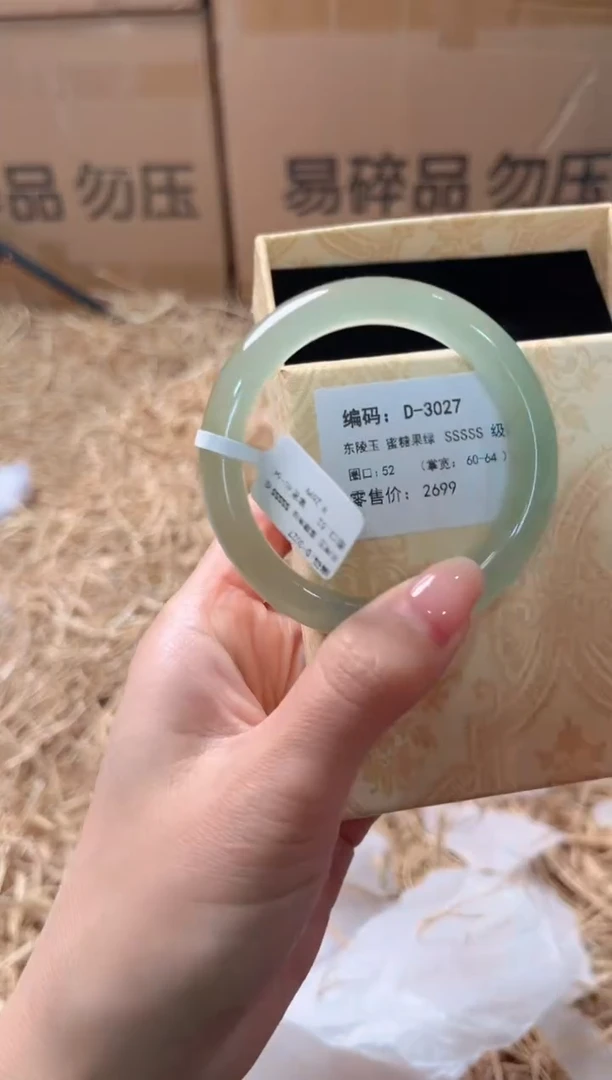 碎品 勿压
易碎品 勿压
编码: D-3027
东陵玉 蜜糖果绿 SSSSS 级
圈口: 52 (掌宽: 60-64 )
零售价: 2699